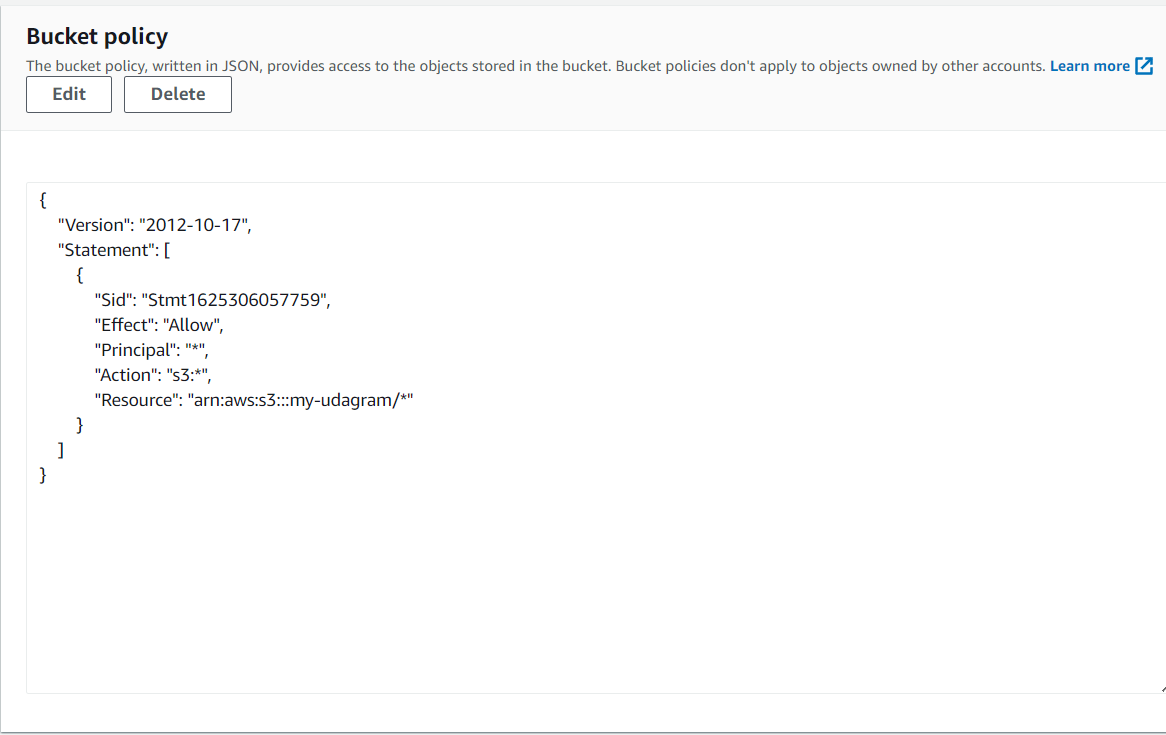 Bucket policy
The bucket policy, written in JSON, provides access to the objects stored in the bucket. Bucket policies don't apply to objects owned by other accounts. Learn more
Edit Delete
{
"Version": "2012-10-17",
"Statement": [
{
"Sid": "Stmt1625306057759",
"Effect": "Allow",
"Principal": "*",
"Action": "s3:*",
"Resource": "arn:aws:s3:::my-udagram/*"
}
]
}